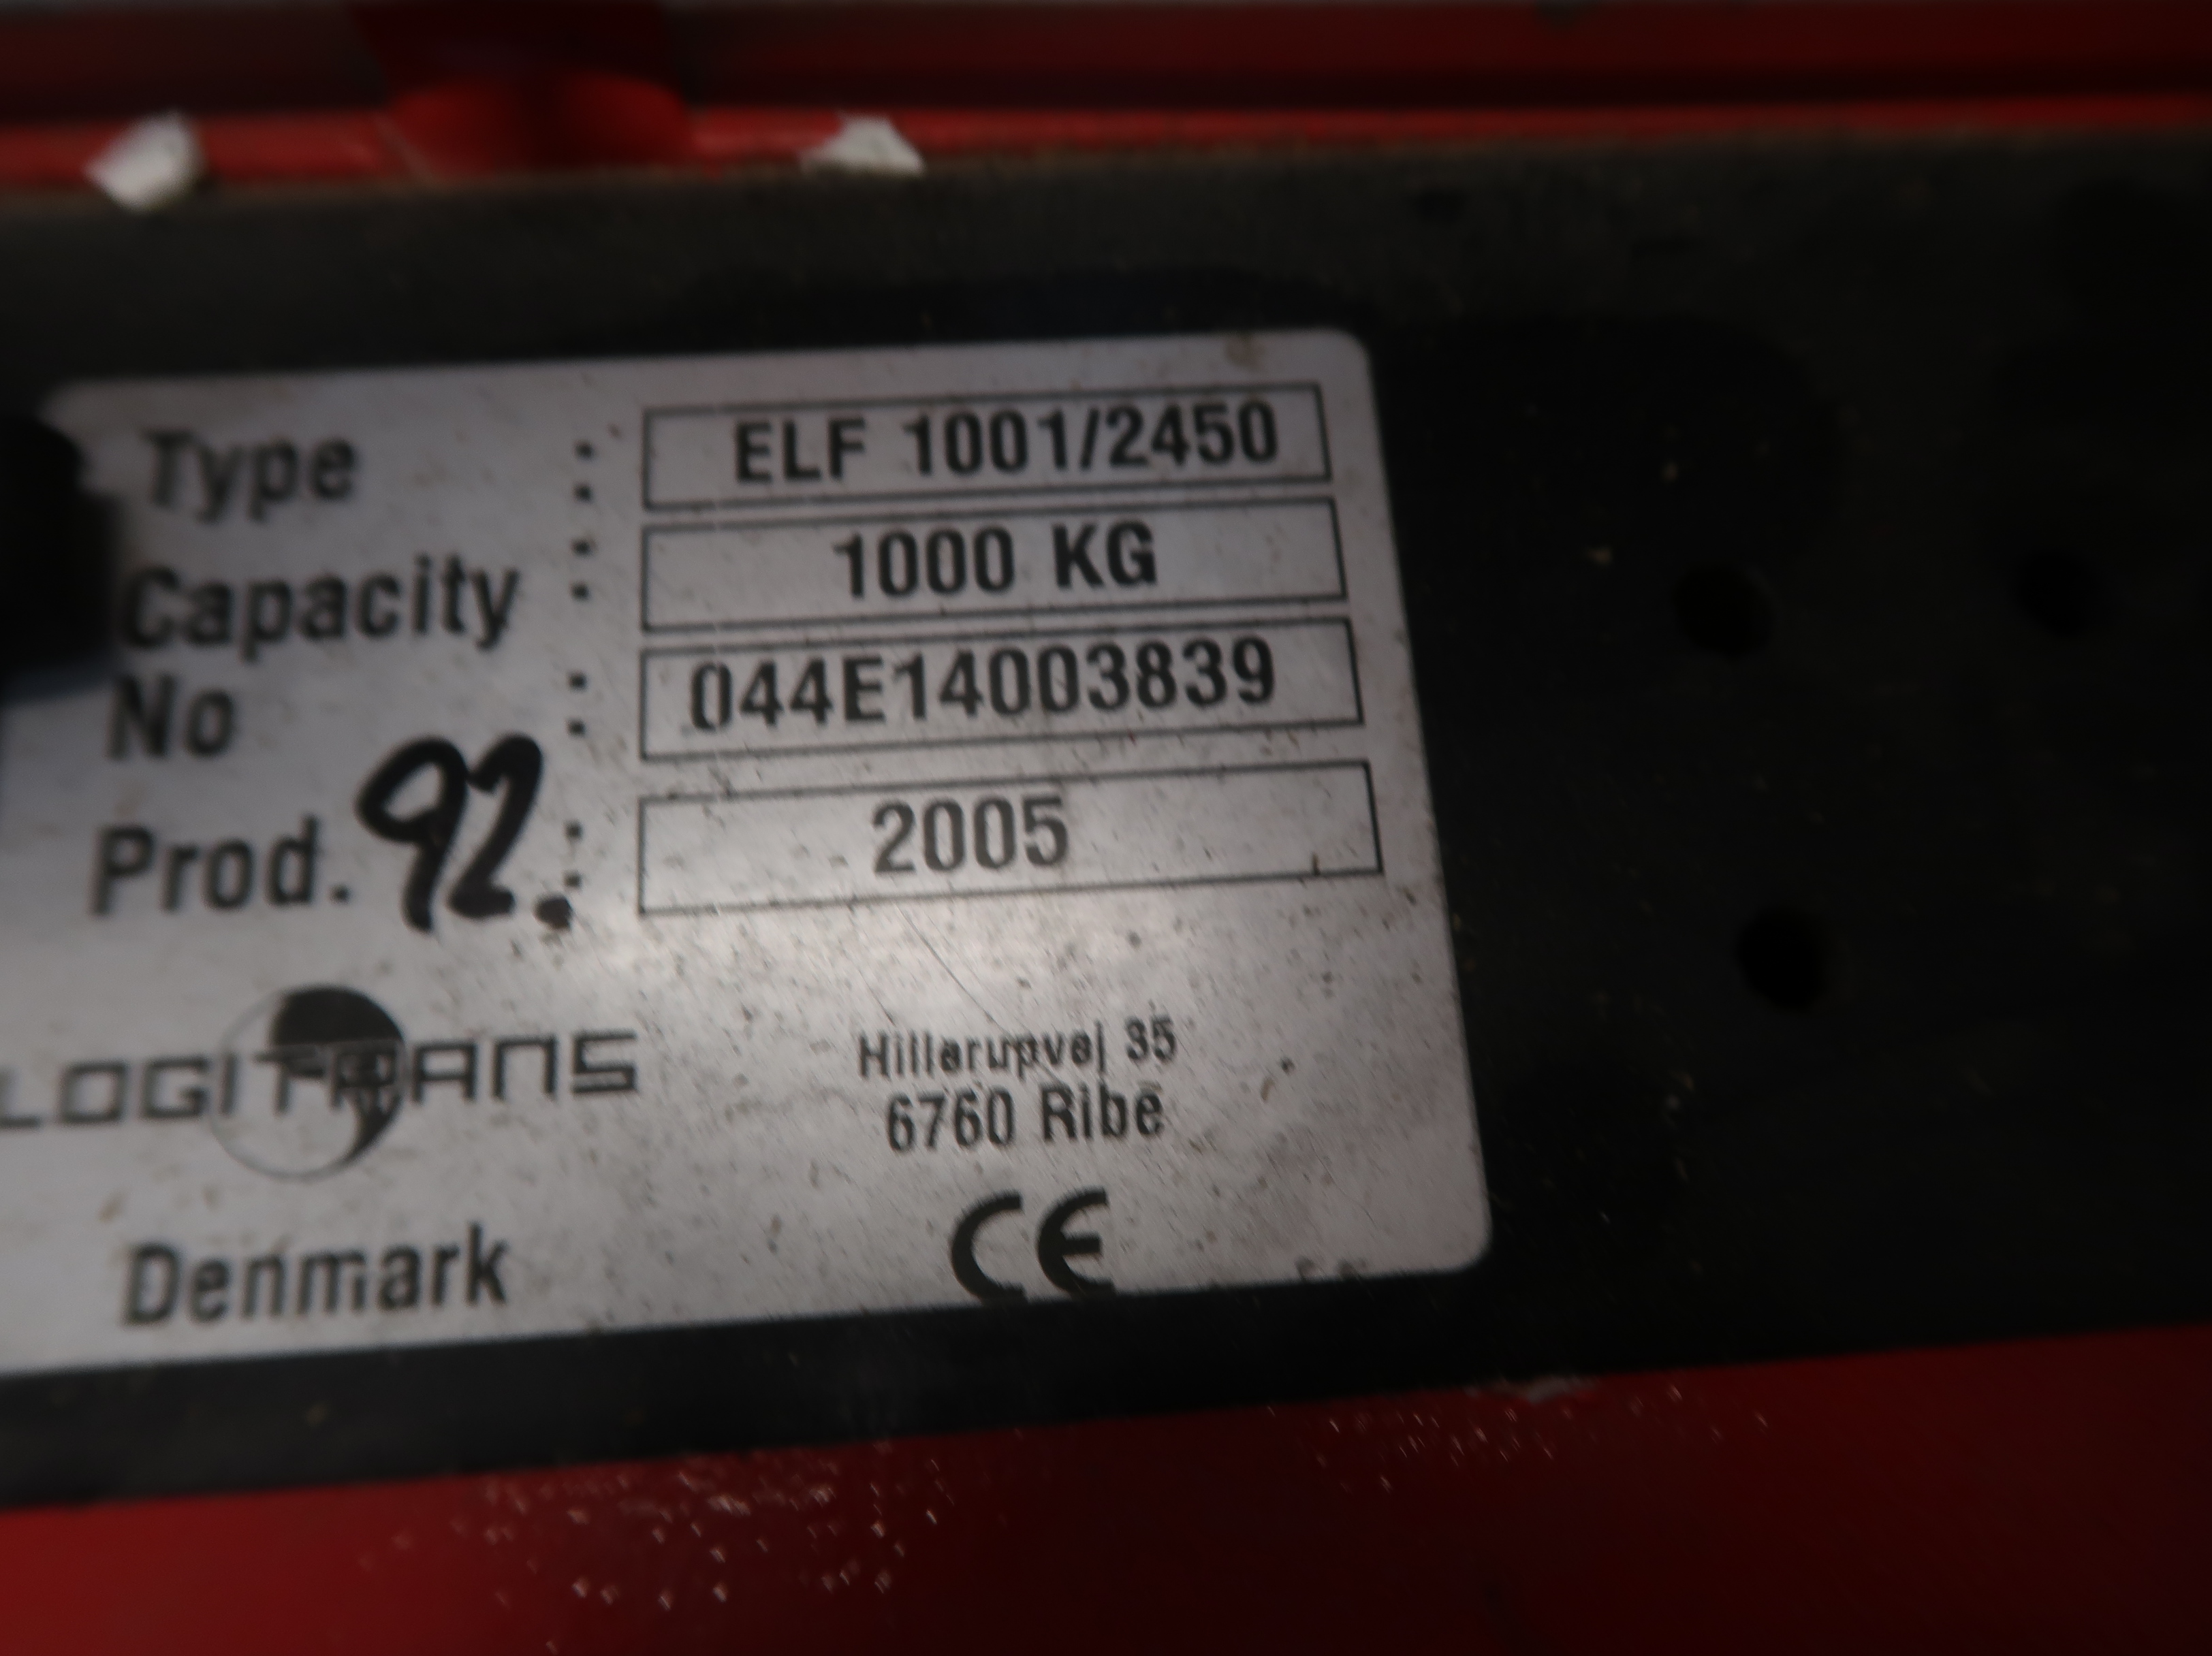 Type : ELF 1001/2450
Capacity : 1000 KG
No : 044E14003839
Prod. 92. : 2005
LOGITRANS
Hillerupvej 35
6760 Ribe
Denmark
CE